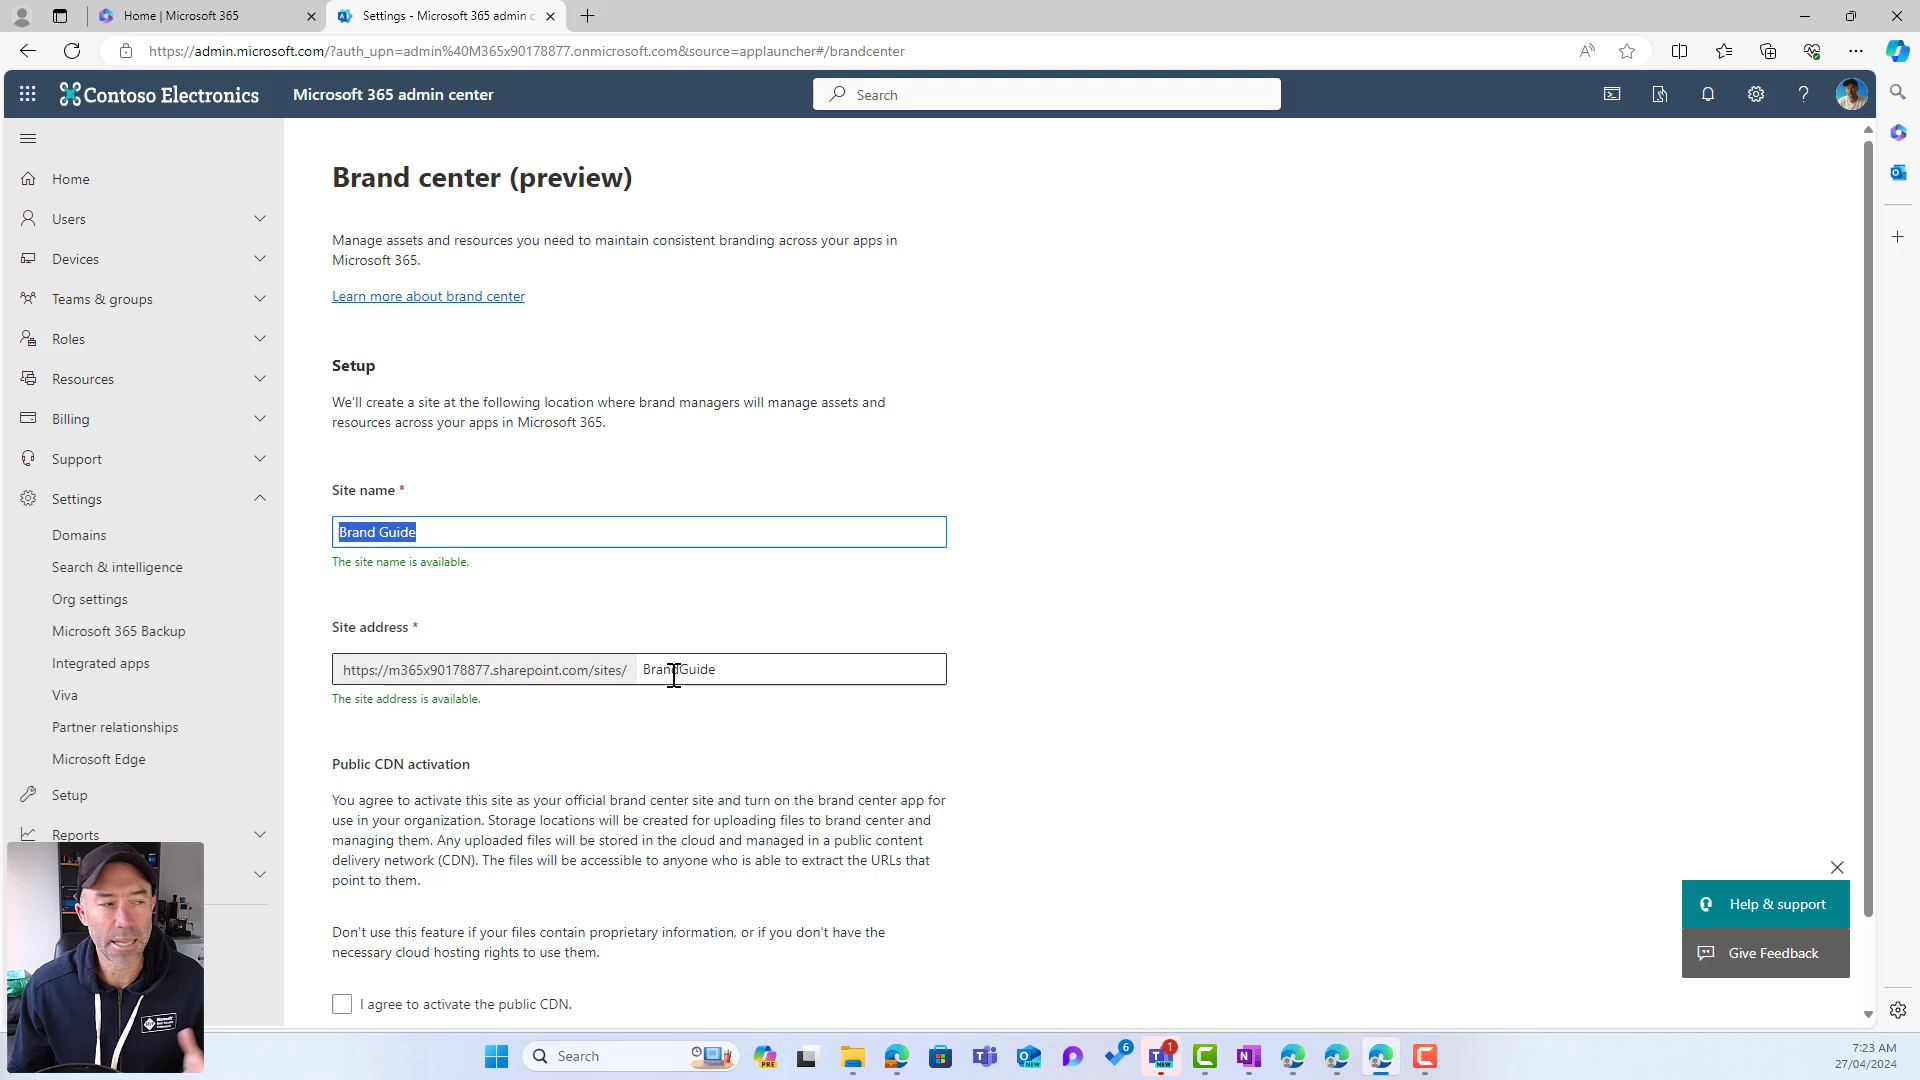 Home | Microsoft 365
Settings - Microsoft 365 admin c
https://admin.microsoft.com/?auth_upn=admin%40M365x90178877.onmicrosoft.com&source=applauncher#/brandcenter
Contoso Electronics
Microsoft 365 admin center
Search
Home
Users
Devices
Teams & groups
Roles
Resources
Billing
Support
Settings
Domains
Search & intelligence
Org settings
Microsoft 365 Backup
Integrated apps
Viva
Partner relationships
Microsoft Edge
Setup
Reports
Brand center (preview)
Manage assets and resources you need to maintain consistent branding across your apps in
Microsoft 365.
Learn more about brand center
Setup
We'll create a site at the following location where brand managers will manage assets and
resources across your apps in Microsoft 365.
Site name *
Brand Guide
The site name is available.
Site address *
https://m365x90178877.sharepoint.com/sites/ BrandGuide
The site address is available.
Public CDN activation
You agree to activate this site as your official brand center site and turn on the brand center app for
use in your organization. Storage locations will be created for uploading files to brand center and
managing them. Any uploaded files will be stored in the cloud and managed in a public content
delivery network (CDN). The files will be accessible to anyone who is able to extract the URLs that
point to them.
Don't use this feature if your files contain proprietary information, or if you don't have the
necessary cloud hosting rights to use them.
I agree to activate the public CDN.
Help & support
Give Feedback
Search
PRE
NEW
6
1
NEW
7:23 AM
27/04/2024